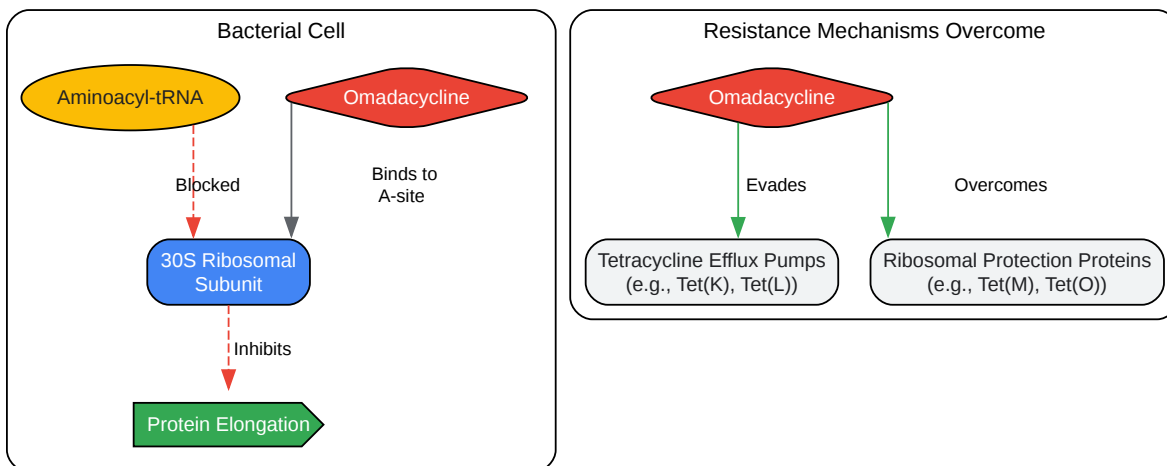 Bacterial Cell
Aminoacyl-tRNA
Omadacycline
Blocked
Binds to
A-site
30S Ribosomal
Subunit
Inhibits
Protein Elongation
Resistance Mechanisms Overcome
Omadacycline
Evades
Overcomes
Tetracycline Efflux Pumps
(e.g., Tet(K), Tet(L))
Ribosomal Protection Proteins
(e.g., Tet(M), Tet(O))